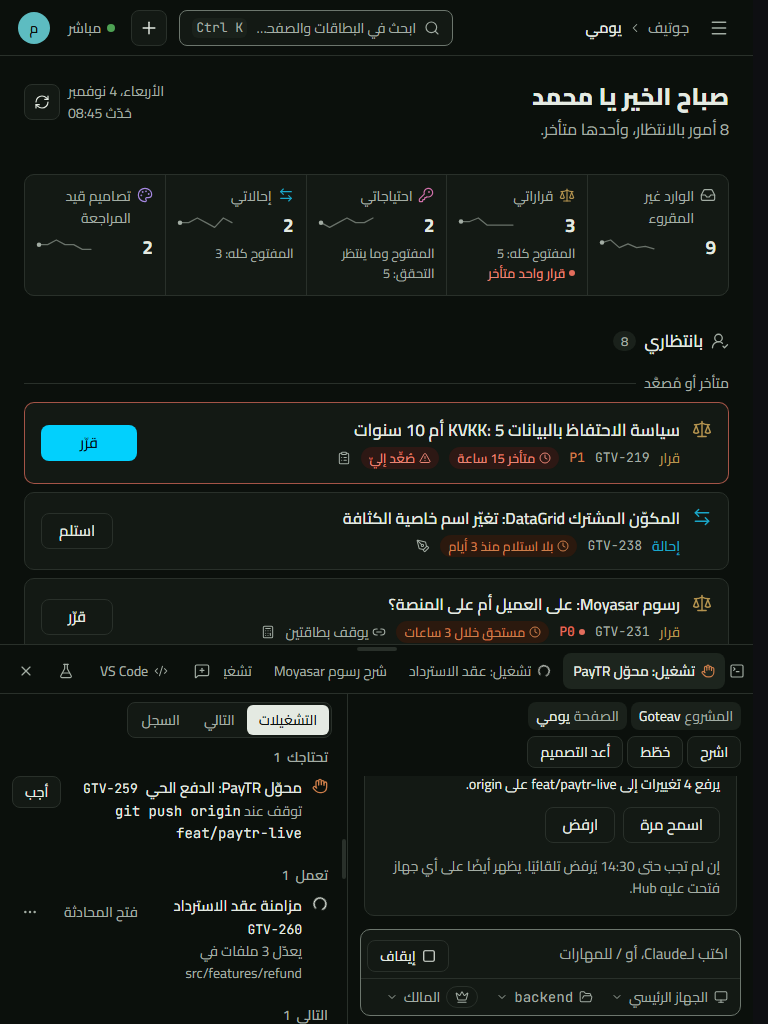 جوتيف › يومي
ابحث في البطاقات والصفح... Ctrl K
مباشر
م
صباح الخير يا محمد
8 أمور بالانتظار، وأحدها متأخر.
الأربعاء، 4 نوفمبر
حُدّث 08:45
الوارد غير المقروء
9
قراراتي
3
المفتوح كله: 5
قرار واحد متأخر
احتياجاتي
2
المفتوح وما ينتظر التحقق: 5
إحالاتي
2
المفتوح كله: 3
تصاميم قيد المراجعة
2
بانتظاري 8
متأخر أو مُصعَّد
سياسة الاحتفاظ بالبيانات KVKK: 5 أم 10 سنوات
قرار GTV-219 P1 متأخر 15 ساعة صُعِّد إليّ
قرّر
المكوّن المشترك DataGrid: تغيّر اسم خاصية الكثافة
إحالة GTV-238 بلا استلام منذ 3 أيام
استلم
رسوم Moyasar: على العميل أم على المنصة؟
قرار GTV-231 P0 مستحق خلال 3 ساعات يوقف بطاقتين
قرّر
تشغيل: محوّل PayTR
تشغيل: عقد الاسترداد
شرح رسوم Moyasar
تشغي
VS Code
المشروع Goteav
الصفحة يومي
اشرح
خطّط
أعد التصميم
يرفع 4 تغييرات إلى feat/paytr-live على origin.
اسمح مرة
ارفض
إن لم تجب حتى 14:30 يُرفض تلقائيًا. يظهر أيضًا على أي جهاز
فتحت عليه Hub.
اكتب لـClaude، أو / للمهارات
إيقاف
الجهاز الرئيسي
backend
المالك
التشغيلات
التالي
السجل
تحتاجك 1
محوّل PayTR: الدفع الحي GTV-259
توقف عند git push origin
feat/paytr-live
أجب
تعمل 1
مزامنة عقد الاسترداد
GTV-260
يعدّل 3 ملفات في
src/features/refund
فتح المحادثة
التالي 1